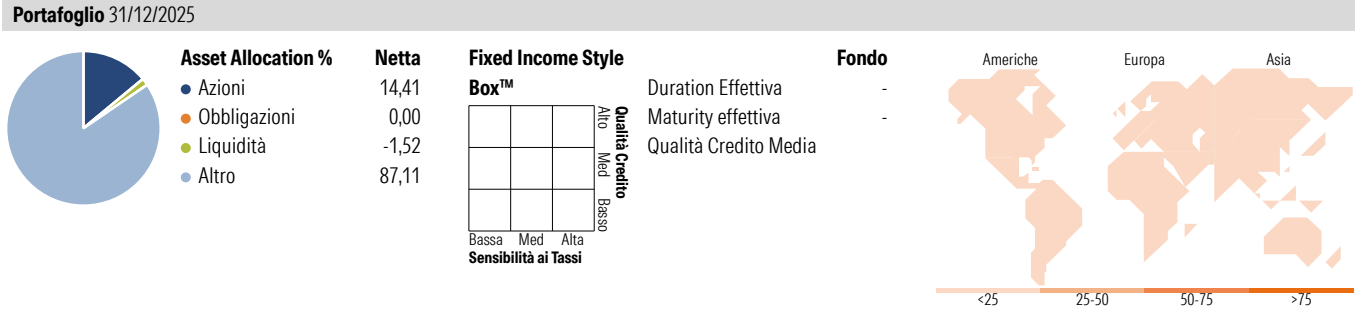 Portafoglio 31/12/2025
Asset Allocation % Netta
Azioni 14,41
Obbligazioni 0,00
Liquidità -1,52
Altro 87,11
Fixed Income Style
Box™
Alto
Med
Basso
Qualità Credito
Bassa Med Alta
Sensibilità ai Tassi
Fondo
Duration Effettiva -
Maturity effettiva -
Qualità Credito Media
Americhe Europa Asia
<25 25-50 50-75 >75